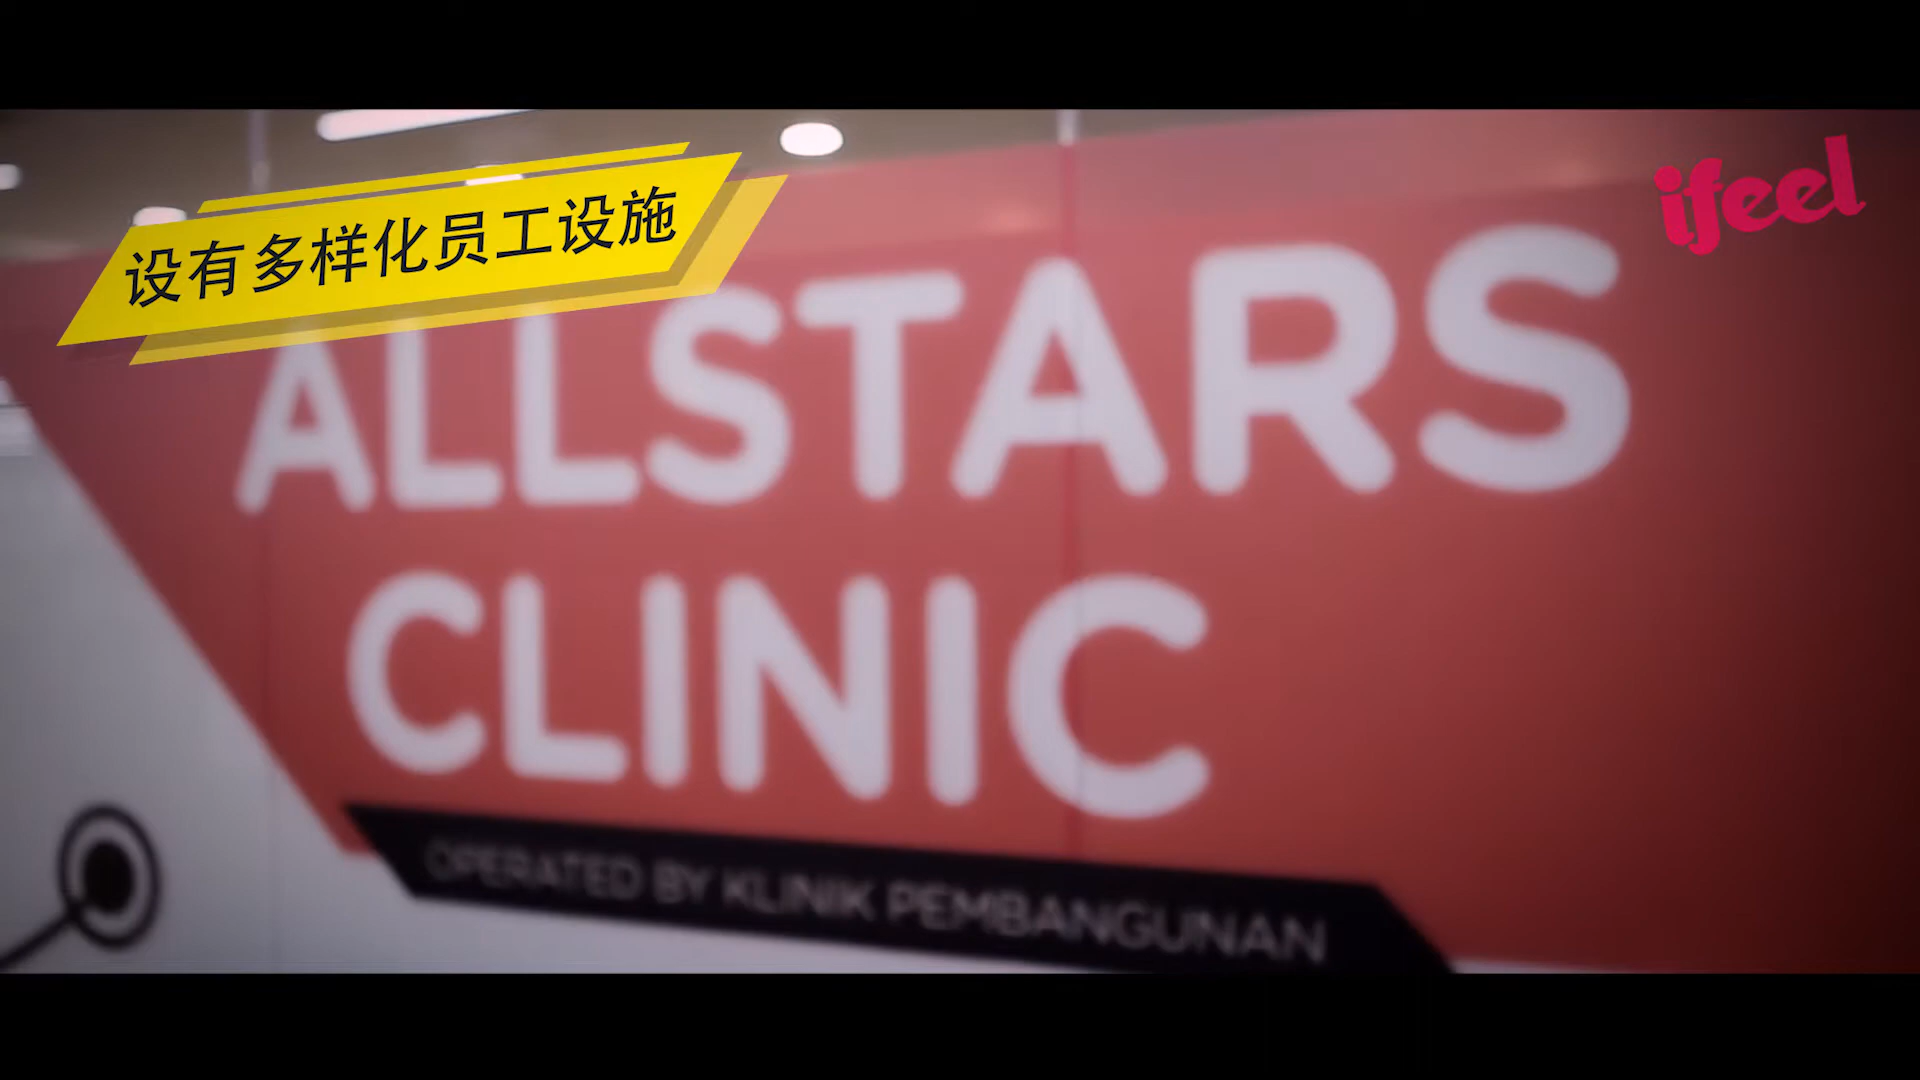 设有多样化员工设施
ifeel
ALLSTARS
CLINIC
OPERATED BY KLINIK PEMBANGUNAN